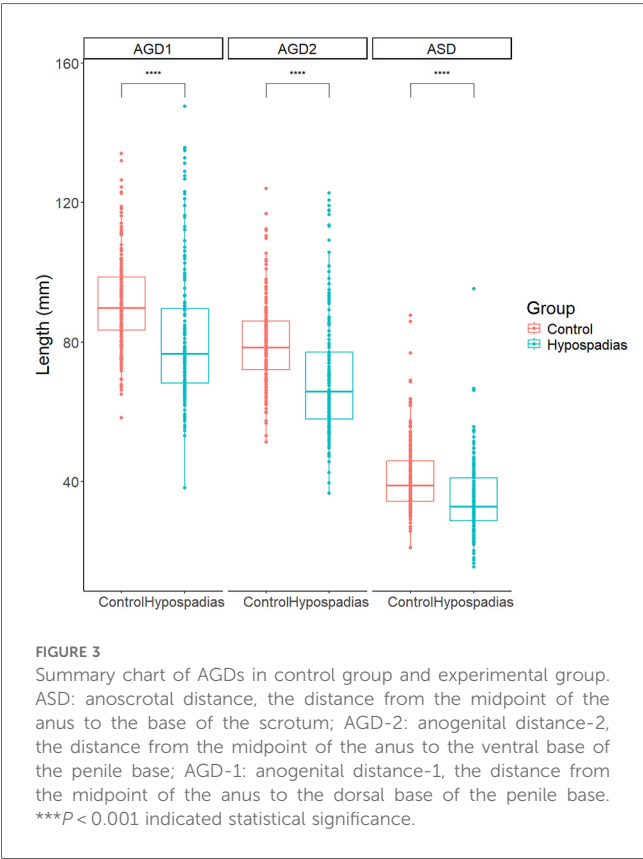 AGD1 AGD2 ASD
160
**** **** ****
120
Length (mm)
Group
80
Control
Hypospadias
40
ControlHypospadias ControlHypospadias ControlHypospadias
FIGURE 3
Summary chart of AGDs in control group and experimental group.
ASD: anoscrotal distance, the distance from the midpoint of the
anus to the base of the scrotum; AGD-2: anogenital distance-2,
the distance from the midpoint of the anus to the ventral base of
the penile base; AGD-1: anogenital distance-1, the distance from
the midpoint of the anus to the dorsal base of the penile base.
***P < 0.001 indicated statistical significance.